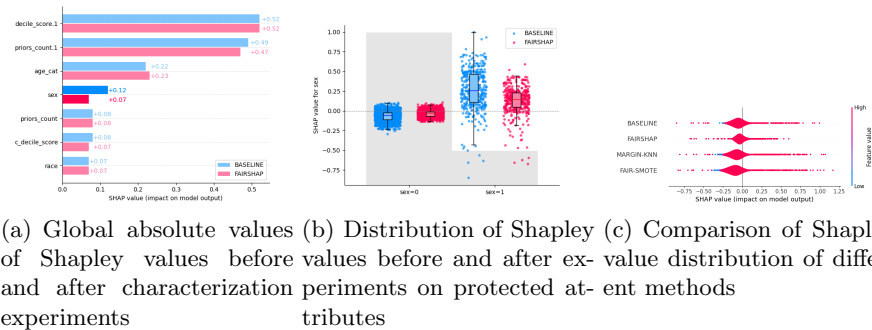 decile_score.1
+0.52
+0.52
priors_count.1
+0.49
+0.47
age_cat
+0.22
+0.23
sex
+0.12
+0.07
priors_count
+0.08
+0.08
c_decile_score
+0.08
+0.07
race
+0.07
+0.07
BASELINE
FAIRSHAP
0.0 0.1 0.2 0.3 0.4 0.5
SHAP value (impact on model output)
BASELINE
FAIRSHAP
SHAP value for sex
1.00
0.75
0.50
0.25
0.00
−0.25
−0.50
−0.75
sex=0 sex=1
BASELINE
FAIRSHAP
MARGIN-KNN
FAIR-SMOTE
−0.75 −0.50 −0.25 0.00 0.25 0.50 0.75 1.00 1.25
SHAP value (impact on model output)
High
Feature value
Low
(a) Global absolute values
of Shapley values before
and after characterization
experiments
(b) Distribution of Shapley
values before and after ex-
periments on protected at-
tributes
(c) Comparison of Shapl
value distribution of diffe
ent methods